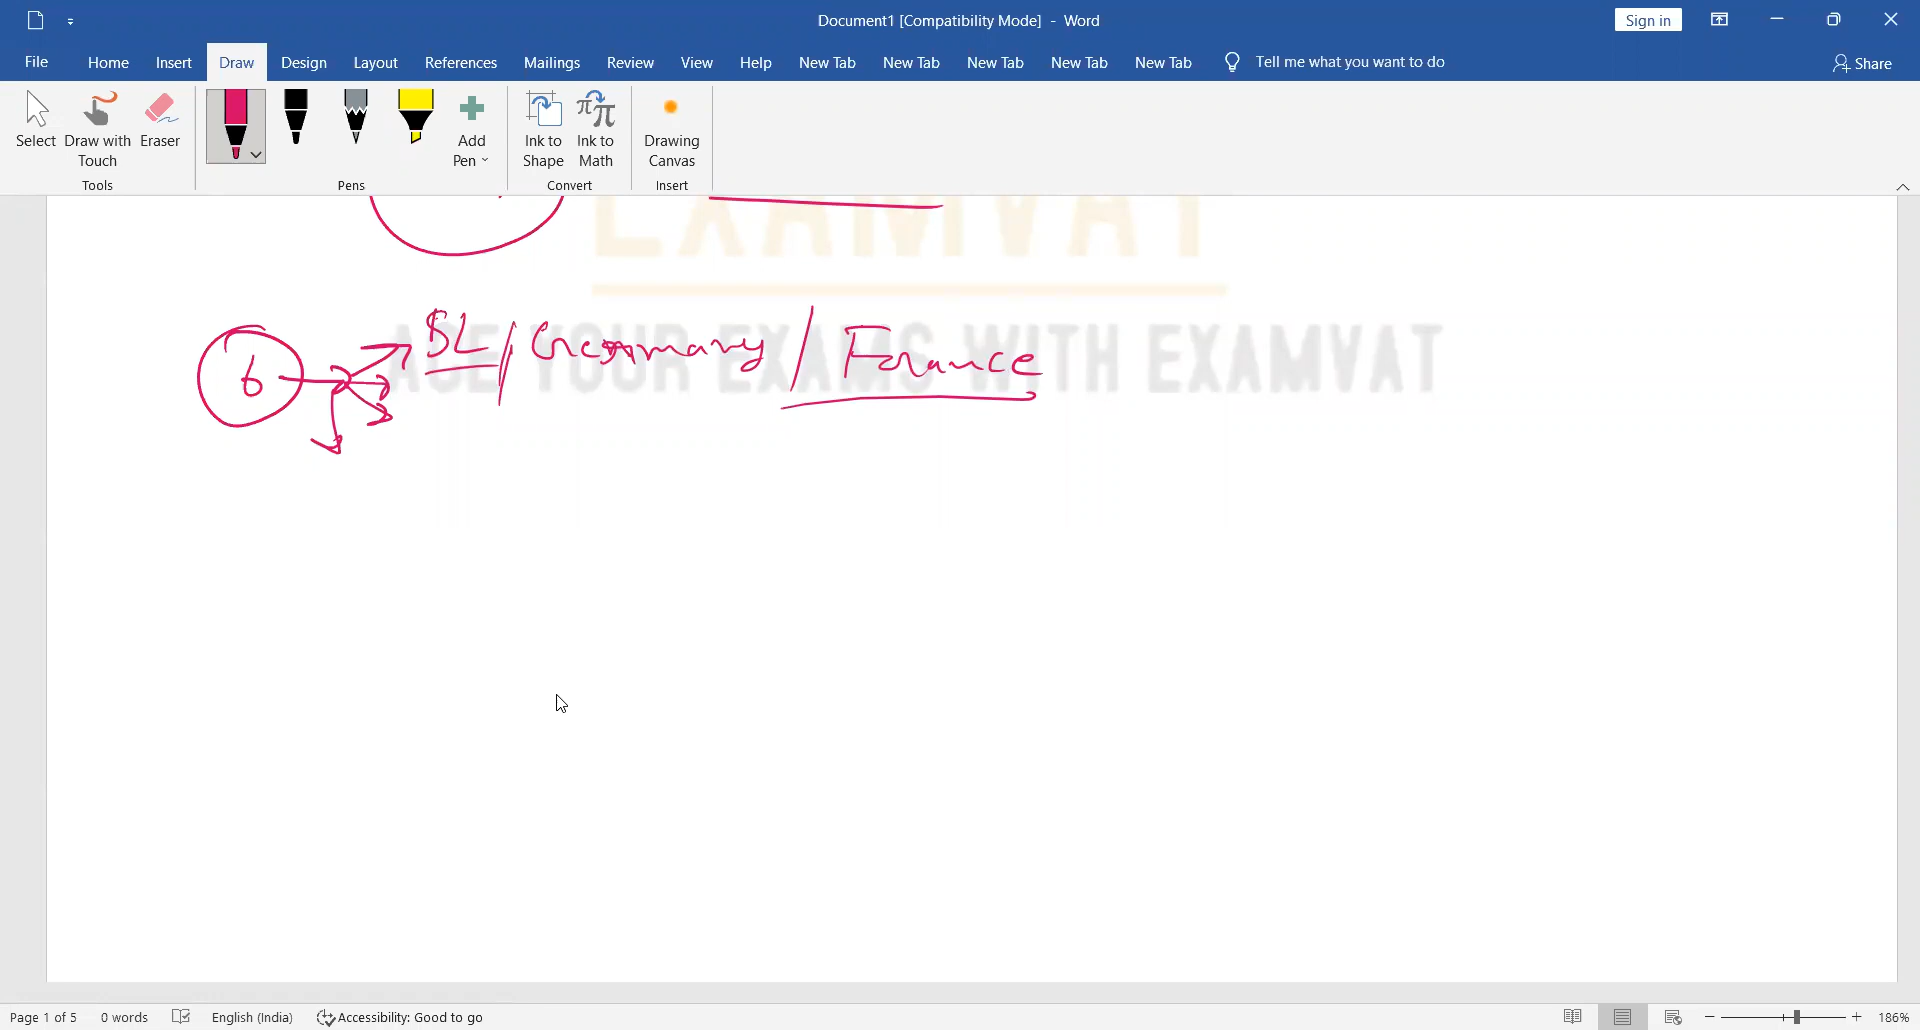 Document1 [Compatibility Mode] - Word
Sign in
File Home Insert Draw Design Layout References Mailings Review View Help New Tab New Tab New Tab New Tab New Tab Tell me what you want to do Share
Select Draw with Touch Eraser Add Pen Ink to Shape Ink to Math Drawing Canvas
Tools Pens Convert Insert
EXAMVAT
ACE YOUR EXAMS WITH EXAMVAT
6 SL / Germany / France
Page 1 of 5 0 words English (India) Accessibility: Good to go 186%